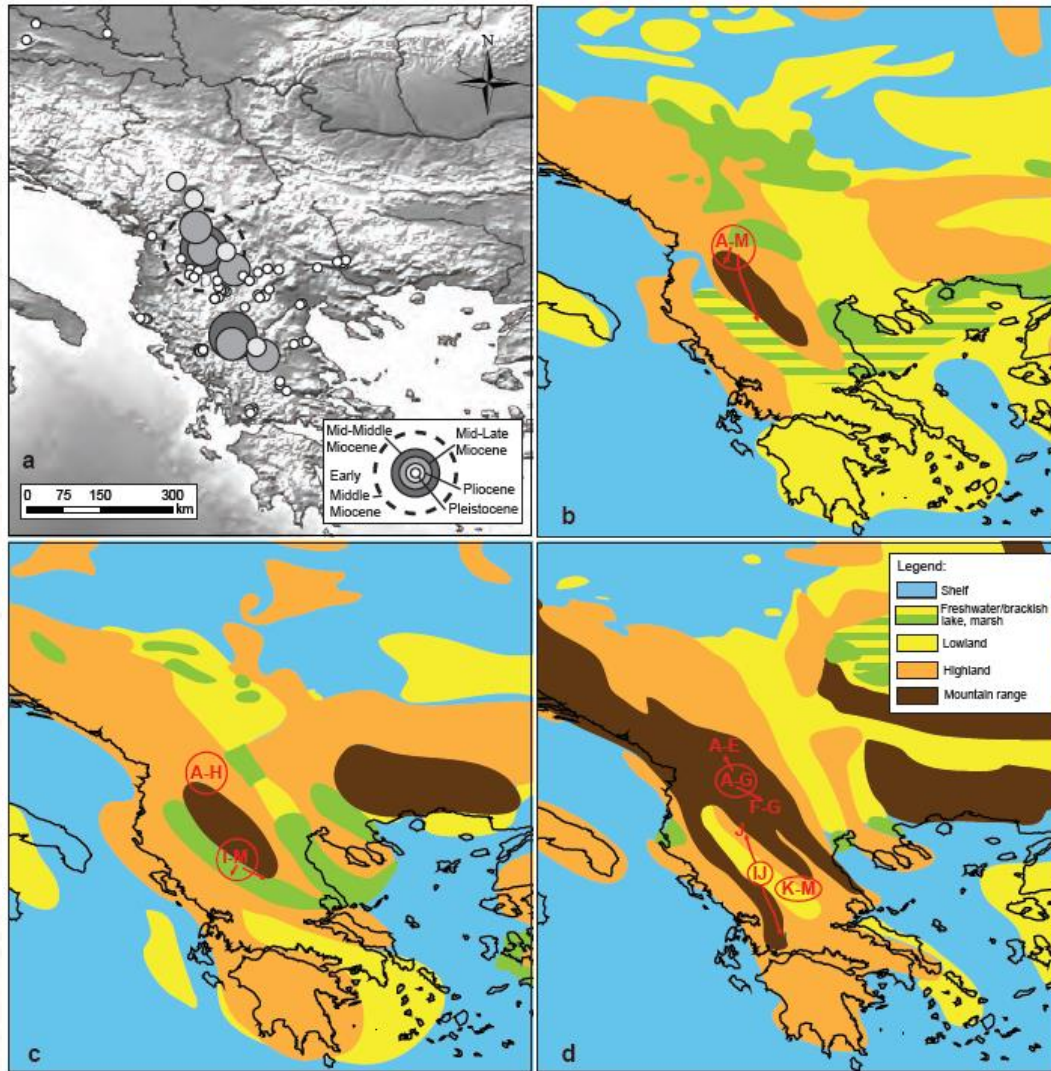 N
Mid-Middle
Miocene
Mid-Late
Miocene
Early
Middle
Miocene
Pliocene
Pleistocene
a
0 75 150 300
km
A-M
b
A-H
I-M
c
Legend:
Shelf
Freshwater/brackish
lake, marsh
Lowland
Highland
Mountain range
A-E
A-G
F-G
J
IJ
K-M
d